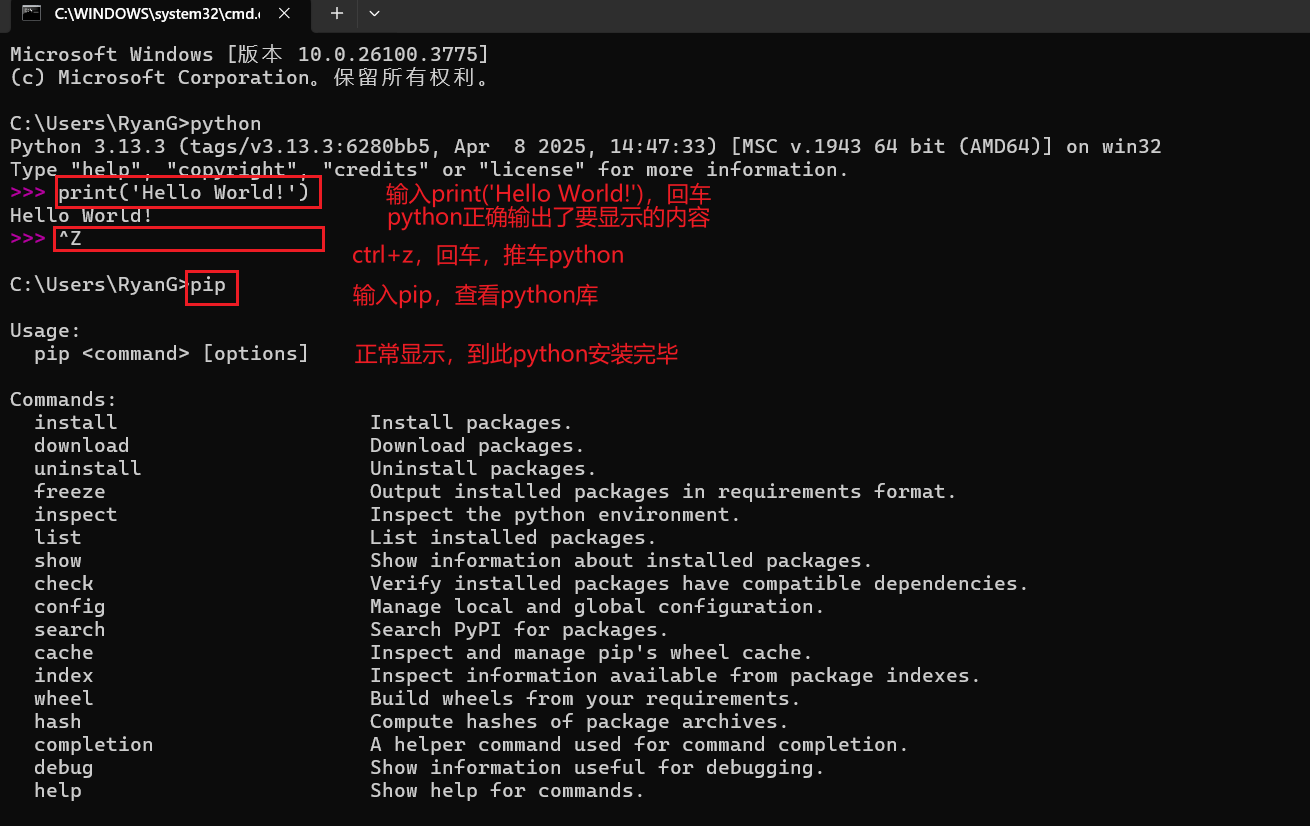 C:\WINDOWS\system32\cmd.
Microsoft Windows [版本 10.0.26100.3775]
(c) Microsoft Corporation。保留所有权利。
C:\Users\RyanG>python
Python 3.13.3 (tags/v3.13.3:6280bb5, Apr  8 2025, 14:47:33) [MSC v.1943 64 bit (AMD64)] on win32
Type "help", "copyright", "credits" or "license" for more information.
>>> print('Hello World!')
输入print('Hello World!')，回车
Hello World!
python正确输出了要显示的内容
>>> ^Z
ctrl+z，回车，推车python
C:\Users\RyanG>pip
输入pip，查看python库
Usage:
pip <command> [options]
正常显示，到此python安装完毕
Commands:
install Install packages.
download Download packages.
uninstall Uninstall packages.
freeze Output installed packages in requirements format.
inspect Inspect the python environment.
list List installed packages.
show Show information about installed packages.
check Verify installed packages have compatible dependencies.
config Manage local and global configuration.
search Search PyPI for packages.
cache Inspect and manage pip's wheel cache.
index Inspect information available from package indexes.
wheel Build wheels from your requirements.
hash Compute hashes of package archives.
completion A helper command used for command completion.
debug Show information useful for debugging.
help Show help for commands.